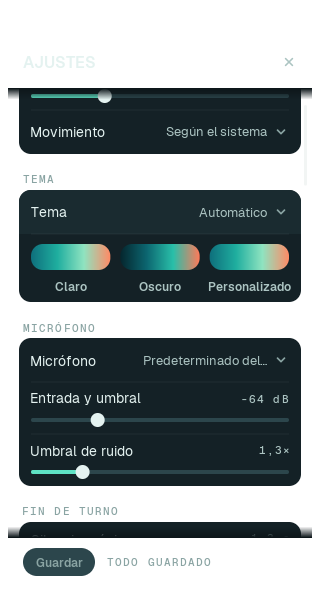 AJUSTES
Movimiento
Según el sistema
TEMA
Tema
Automático
Claro
Oscuro
Personalizado
MICRÓFONO
Micrófono
Predeterminado del…
Entrada y umbral
-64 dB
Umbral de ruido
1,3×
FIN DE TURNO
Guardar
TODO GUARDADO